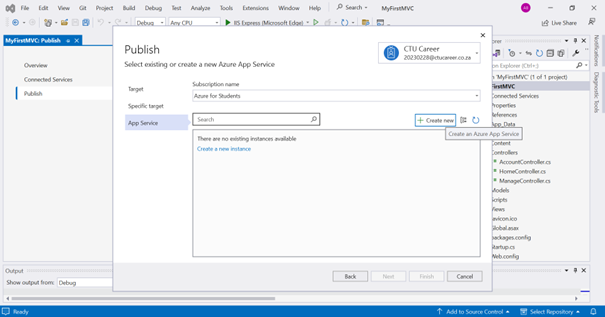 File Edit View Git Project Build Debug Test Analyze Tools Extensions Window Help Search MyFirstMVC AB
Debug Any CPU IIS Express (Microsoft Edge) Live Share
MyFirstMVC: Publish
Overview
Connected Services
Publish
Publish
Select existing or create a new Azure App Service
CTU Career
20230228@ctucareer.co.za
Target
Specific target
App Service
Subscription name
Azure for Students
Search
Create new
Create an Azure App Service
There are no existing instances available
Create a new instance
Back Next Finish Cancel
Explorer (Ctrl+;)
'MyFirstMVC' (1 of 1 project)
FirstMVC
Connected Services
Properties
References
App_Data
Content
Controllers
AccountController.cs
HomeController.cs
ManageController.cs
Models
Scripts
Views
favicon.ico
Global.asax
packages.config
Startup.cs
Web.config
Notifications
Diagnostic Tools
Output
Show output from: Debug
Ready Add to Source Control Select Repository